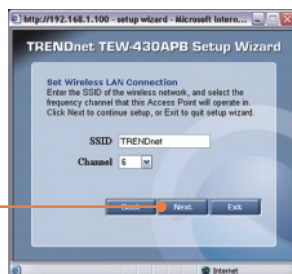 http://192.168.1.100 - setup wizard - Microsoft Intern...
TRENDnet TEW-430APB Setup Wizard
Set Wireless LAN Connection
Enter the SSID of the wireless network, and select the
frequency channel that this Access Point will operate in.
Click Next to continue setup, or Exit to quit setup wizard.
SSID TRENDnet
Channel 6
Back Next Exit
Internet